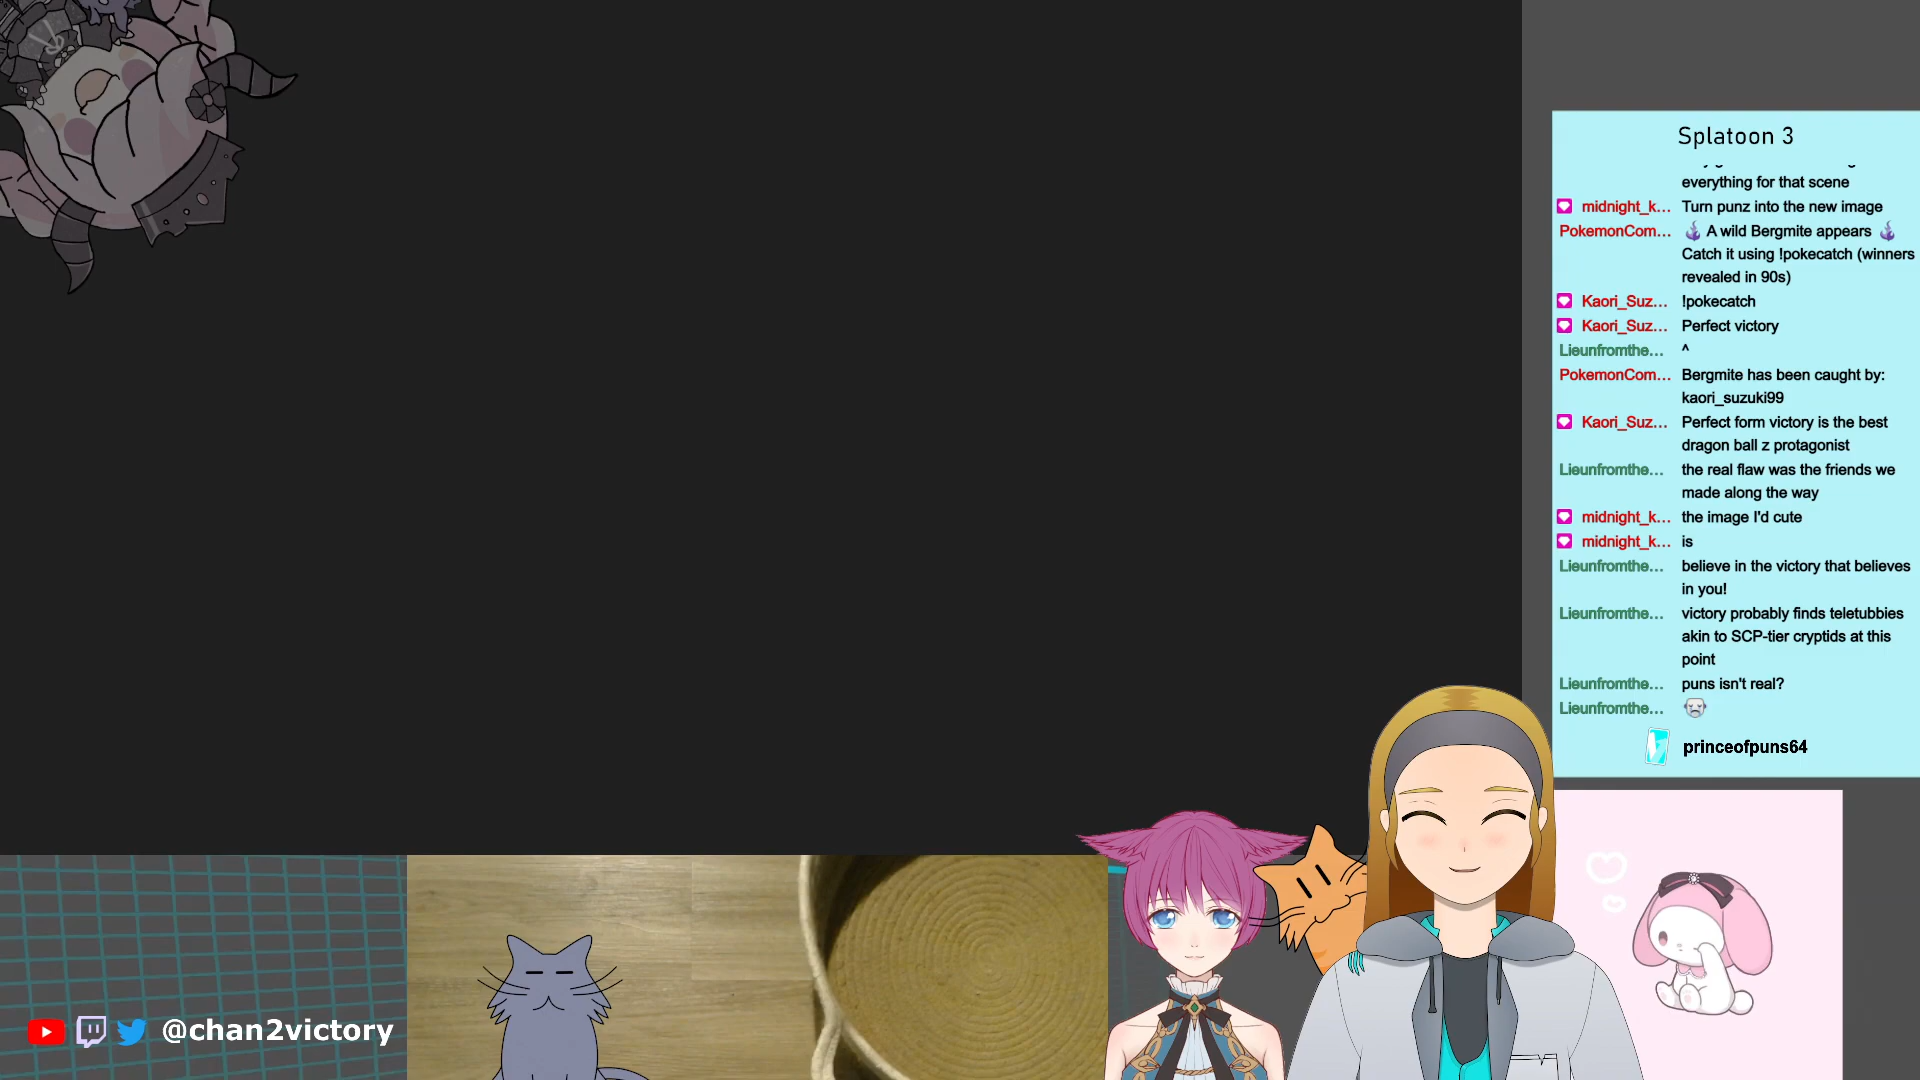 Splatoon 3
everything for that scene
midnight_k... Turn punz into the new image
PokemonCom... A wild Bergmite appears
Catch it using !pokecatch (winners
revealed in 90s)
Kaori_Suz... !pokecatch
Kaori_Suz... Perfect victory
Lieunfromthe... ^
PokemonCom... Bergmite has been caught by:
kaori_suzuki99
Kaori_Suz... Perfect form victory is the best
dragon ball z protagonist
Lieunfromthe... the real flaw was the friends we
made along the way
midnight_k... the image I'd cute
midnight_k... is
Lieunfromthe... believe in the victory that believes
in you!
Lieunfromthe... victory probably finds teletubbies
akin to SCP-tier cryptids at this
point
Lieunfromthe... puns isn't real?
Lieunfromthe...
princeofpuns64
@chan2victory